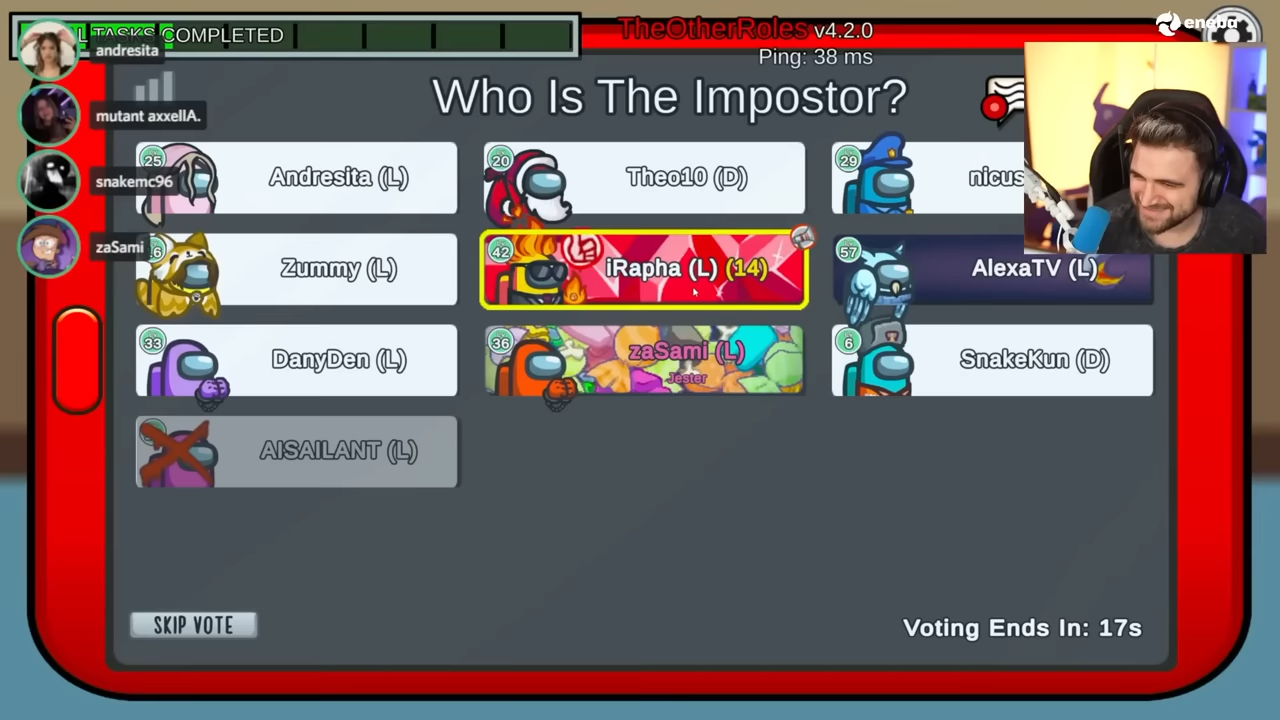 TASKS COMPLETED
TheOtherRoles v4.2.0
Ping: 38 ms
eneba
andresita
mutant axxellA.
snakemc96
zaSami
Who Is The Impostor?
25 Andresita (L)
20 Theo10 (D)
29 nicus
6 Zummy (L)
42 iRapha (L) (14)
57 AlexaTV (L)
33 DanyDen (L)
36 zaSami (L)
Jester
6 SnakeKun (D)
AISAILANT (L)
SKIP VOTE
Voting Ends In: 17s